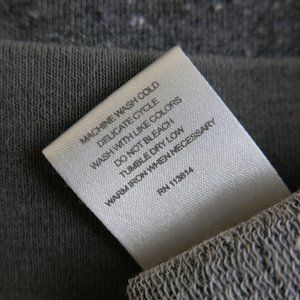 MACHINE WASH COLD
DELICATE CYCLE
WASH WITH LIKE COLORS
DO NOT BLEACH
TUMBLE DRY LOW
WARM IRON WHEN NECESSARY
RN 113814